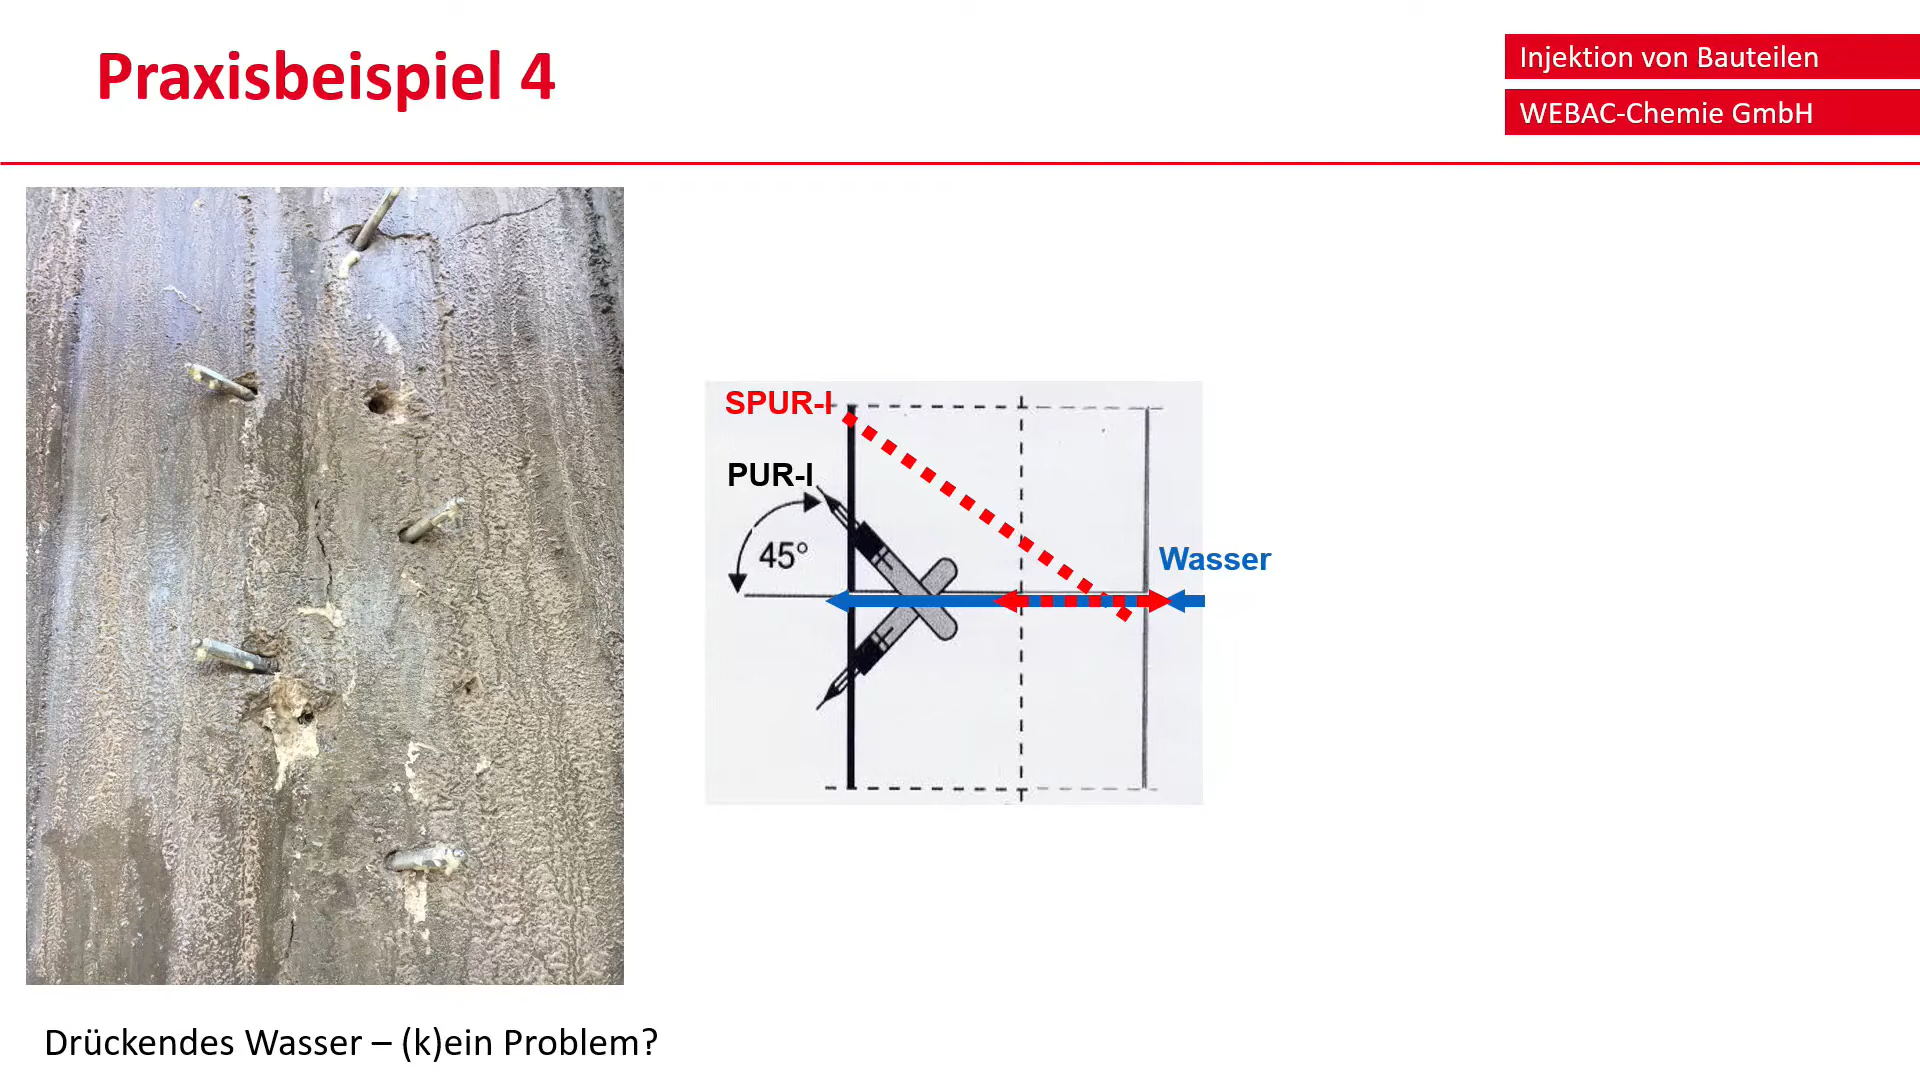 Praxisbeispiel 4
Injektion von Bauteilen
WEBAC-Chemie GmbH
SPUR-I
PUR-I
45°
Wasser
Drückendes Wasser – (k)ein Problem?